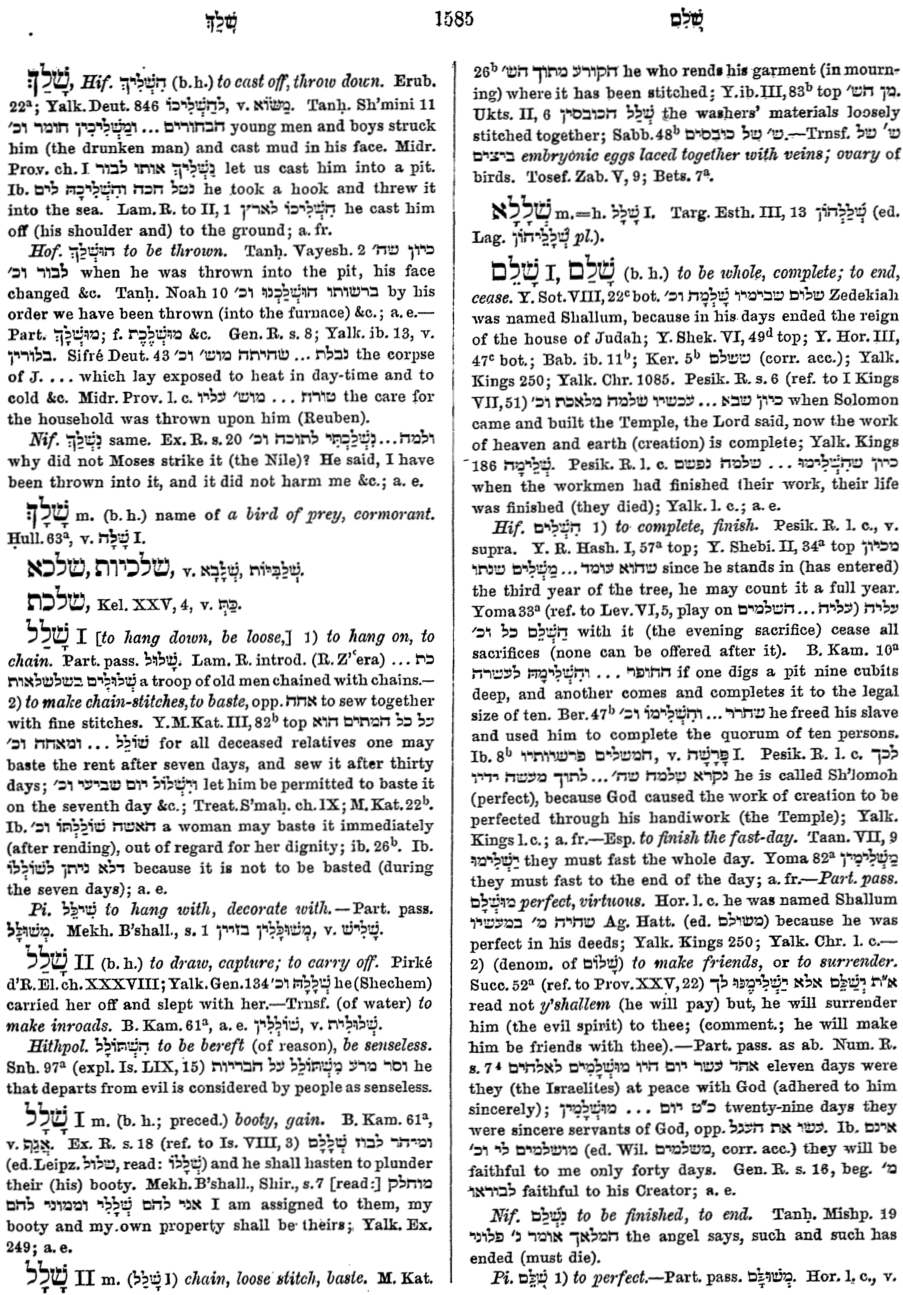 שָׁלַךְ 1585 שָׁלֵם
שָׁלַךְ, Hif. הִשְׁלִיךְ (b. h.) to cast off, throw down. Erub.
22ᵃ; Yalk. Deut. 846 לְהַשְׁלִיכוֹ, v. מַשּׂוֹא. Tanḥ. Sh'mini 11
הבחורים ... וּמַשְׁלִיכִין חומר וכ' young men and boys struck
him (the drunken man) and cast mud in his face. Midr.
Prov. ch. I נַשְׁלִיךְ אותו לבור let us cast him into a pit.
Ib. נטל חכה וְהִשְׁלִיכָהּ לים he took a hook and threw it
into the sea. Lam. R. to II, 1 הִשְׁלִיכוֹ לארץ he cast him
off (his shoulder and) to the ground; a. fr.
Hof. הוּשְׁלַךְ to be thrown. Tanḥ. Vayesh. 2 כיון שה'
לבור וכ' when he was thrown into the pit, his face
changed &c. Tanḥ. Noah 10 ברשותו הוּשְׁלַכְנוּ וכ' by his
order we have been thrown (into the furnace) &c.; a. e.—
Part. מוּשְׁלָךְ; f. מוּשְׁלֶכֶת &c. Gen. R. s. 8; Yalk. ib. 13, v.
בלורין. Sifré Deut. 43 נבלת ... שהיתה מוש' וכ' the corpse
of J. ... which lay exposed to heat in day-time and to
cold &c. Midr. Prov. l. c. טורח ... מוש' עליו the care for
the household was thrown upon him (Reuben).
Nif. נִשְׁלַךְ same. Ex. R. s. 20 ולמה...נִשְׁלַכְתִּי לתוכה וכ'
why did not Moses strike it (the Nile)? He said, I have
been thrown into it, and it did not harm me &c.; a. e.
שָׁלָךְ m. (b. h.) name of a bird of prey, cormorant.
Ḥull. 63ᵃ, v. שָׁלָח I.
שלכיות, שלכא, v. שְׁלַבִּיּוֹת, שְׁלָבָא.
שלכת, Kel. XXV, 4, v. כַּת.
שָׁלַל I [to hang down, be loose,] 1) to hang on, to
chain. Part. pass. שָׁלוּל. Lam. R. introd. (R. Z'ʿera) ... כת
שְׁלוּלִים בשלשלאות a troop of old men chained with chains.—
2) to make chain-stitches, to baste, opp. אחה to sew together
with fine stitches. Y. M. Kat. III, 82ᵇ top על כל המתים הוא
שׁוֹלֵל ... ומאחה וכ' for all deceased relatives one may
baste the rent after seven days, and sew it after thirty
days; וְיִשְׁלוֹל יום שביעי וכ' let him be permitted to baste it
on the seventh day &c.; Treat. S'maḥ. ch. IX; M. Kat. 22ᵇ.
Ib. האשה שׁוֹלַלְתּוֹ וכ' a woman may baste it immediately
(after rending), out of regard for her dignity; ib. 26ᵇ. Ib.
דלא ניתן לְשׁוֹלְלוֹ because it is not to be basted (during
the seven days); a. e.
Pi. שִׁילֵּל to hang with, decorate with.—Part. pass.
מְשׁוּלָּל. Mekh. B'shall., s. 1 מְשׁוּלָּלִין בזיין, v. שָׁלִישׁ.
שָׁלַל II (b. h.) to draw, capture; to carry off. Pirké
d'R. El. ch. XXXVIII; Yalk. Gen. 134 שְׁלָלָהּ וכ' he (Shechem)
carried her off and slept with her.—Trnsf. (of water) to
make inroads. B. Kam. 61ᵃ, a. e. שׁוֹלְלִין, v. שְׁלוּלִית.
Hithpol. הִשְׁתּוֹלֵל to be bereft (of reason), be senseless.
Snh. 97ᵃ (expl. Is. LIX, 15) וסר מרע מִשְׁתּוֹלֵל על הבריות he
that departs from evil is considered by people as senseless.
שָׁלָל I m. (b. h.; preced.) booty, gain. B. Kam. 61ᵃ,
v. אֲגַף. Ex. R. s. 18 (ref. to Is. VIII, 3) ומיהר לבוז שְׁלָלָם
(ed. Leipz. שלול, read: שְׁלָלוֹ) and he shall hasten to plunder
their (his) booty. Mekh. B'shall., Shir., s. 7 [read:] מוחלק
אני להם שְׁלָלִי וממוני להם I am assigned to them, my
booty and my own property shall be theirs; Yalk. Ex.
249; a. e.
שָׁלָל II m. (שָׁלַל I) chain, loose stitch, baste. M. Kat.
26ᵇ הקורע מתוך הש' he who rends his garment (in mourn-
ing) where it has been stitched; Y. ib. III, 83ᵇ top מן הש'.
Ukts. II, 6 שְׁלַל הכובסין the washers' materials loosely
stitched together; Sabb. 48ᵇ ש' של כובסים.—Trnsf. ש' של
ביצים embryonic eggs laced together with veins; ovary of
birds. Tosef. Zab. V, 9; Bets. 7ᵃ.
שְׁלָלָא m.=h. שָׁלָל I. Targ. Esth. III, 13 שְׁלָלְהוֹן (ed.
Lag. שְׁלָלֵיהוֹן pl.).
שָׁלֵם I, שָׁלַם (b. h.) to be whole, complete; to end,
cease. Y. Sot. VIII, 22ᶜ bot. שלום שבימיו שָׁלְמָה וכ' Zedekiah
was named Shallum, because in his days ended the reign
of the house of Judah; Y. Shek. VI, 49ᵈ top; Y. Hor. III,
47ᶜ bot.; Bab. ib. 11ᵇ; Ker. 5ᵇ ששלם (corr. acc.); Yalk.
Kings 250; Yalk. Chr. 1085. Pesik. R. s. 6 (ref. to I Kings
VII, 51) כיון שבא ... עכשיו שלמה מלאכת וכ' when Solomon
came and built the Temple, the Lord said, now the work
of heaven and earth (creation) is complete; Yalk. Kings
186 שְׁלֵימָה. Pesik. R. l. c. כיון שהִשְׁלִימוּ ... שלמה נפשם
when the workmen had finished their work, their life
was finished (they died); Yalk. l. c.; a. e.
Hif. הִשְׁלִים 1) to complete, finish. Pesik. R. l. c., v.
supra. Y. R. Hash. I, 57ᵃ top; Y. Shebi. II, 34ᵃ top מכיון
שהוא עומד ... מַשְׁלִים שנתו since he stands in (has entered)
the third year of the tree, he may count it a full year.
Yoma 33ᵃ (ref. to Lev. VI, 5, play on השלמים) עליה (עליה...
הַשְׁלֵם כל וכ' with it (the evening sacrifice) cease all
sacrifices (none can be offered after it). B. Kam. 10ᵃ
החופר ... וְהִשְׁלִימָהּ לעשרה if one digs a pit nine cubits
deep, and another comes and completes it to the legal
size of ten. Ber. 47ᵇ שחרר ... וְהִשְׁלִימוֹ וכ' he freed his slave
and used him to complete the quorum of ten persons.
Ib. 8ᵇ המשלים פרשיותיו, v. פָּרָשָׁה I. Pesik. R. l. c. לכך
נקרא שלמה שה'... לתוך מעשה ידיו he is called Sh'lomoh
(perfect), because God caused the work of creation to be
perfected through his handiwork (the Temple); Yalk.
Kings l. c.; a. fr.—Esp. to finish the fast-day. Taan. VII, 9
יַשְׁלִימוּ they must fast the whole day. Yoma 82ᵃ מַשְׁלִימִין
they must fast to the end of the day; a. fr.—Part. pass.
מוּשְׁלָם perfect, virtuous. Hor. l. c. he was named Shallum
שהיה מ' במעשיו Ag. Hatt. (ed. משולם) because he was
perfect in his deeds; Yalk. Kings 250; Yalk. Chr. l. c.—
2) (denom. of שָׁלוֹם) to make friends, or to surrender.
Succ. 52ᵃ (ref. to Prov. XXV, 22) א"ת יְשַׁלֵּם אלא יַשְׁלִימֶנּוּ לך
read not y'shallem (he will pay) but, he will surrender
him (the evil spirit) to thee; (comment.; he will make
him be friends with thee).—Part. pass. as ab. Num. R.
s. 7⁴ אחד עשר יום היו מוּשְׁלָמִים לאלהים eleven days were
they (the Israelites) at peace with God (adhered to him
sincerely); כ"ט יום ... מוּשְׁלָמִין twenty-nine days they
were sincere servants of God, opp. עשו את העגל. Ib. אינם
מושלמים לי וכ' (ed. Wil. משלמים, corr. acc.) they will be
faithful to me only forty days. Gen. R. s. 16, beg. מ'
לבוראו faithful to his Creator; a. e.
Nif. נִשְׁלַם to be finished, to end. Tanḥ. Mishp. 19
המלאך אומר נ' פלוני the angel says, such and such has
ended (must die).
Pi. שִׁלֵּם 1) to perfect.—Part. pass. מְשׁוּלָּם. Hor. l. c., v.